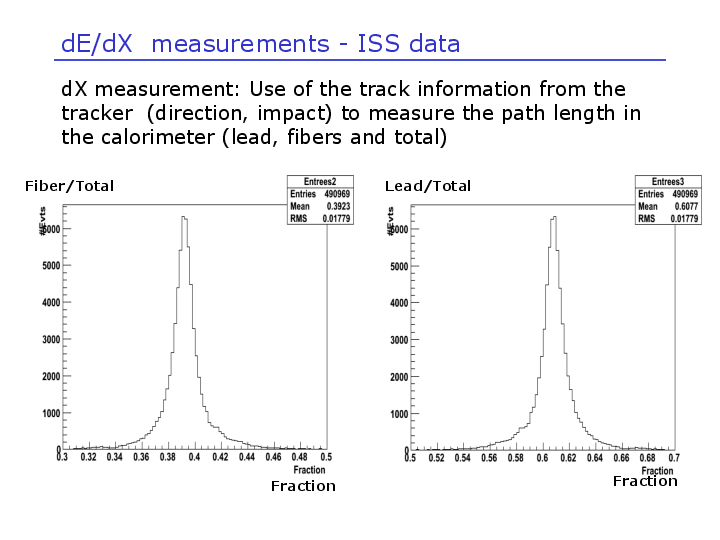 dE/dX measurements - ISS data
dX measurement: Use of the track information from the
tracker (direction, impact) to measure the path length in
the calorimeter (lead, fibers and total)
Fiber/Total
Entrees2
Entries 490969
Mean 0.3923
RMS 0.01779
#Evts
6000
5000
4000
3000
2000
1000
0
0.3 0.32 0.34 0.36 0.38 0.4 0.42 0.44 0.46 0.48 0.5
Fraction
Fraction
Lead/Total
Entrees3
Entries 490969
Mean 0.6077
RMS 0.01779
#Evts
6000
5000
4000
3000
2000
1000
0
0.5 0.52 0.54 0.56 0.58 0.6 0.62 0.64 0.66 0.68 0.7
Fraction
Fraction